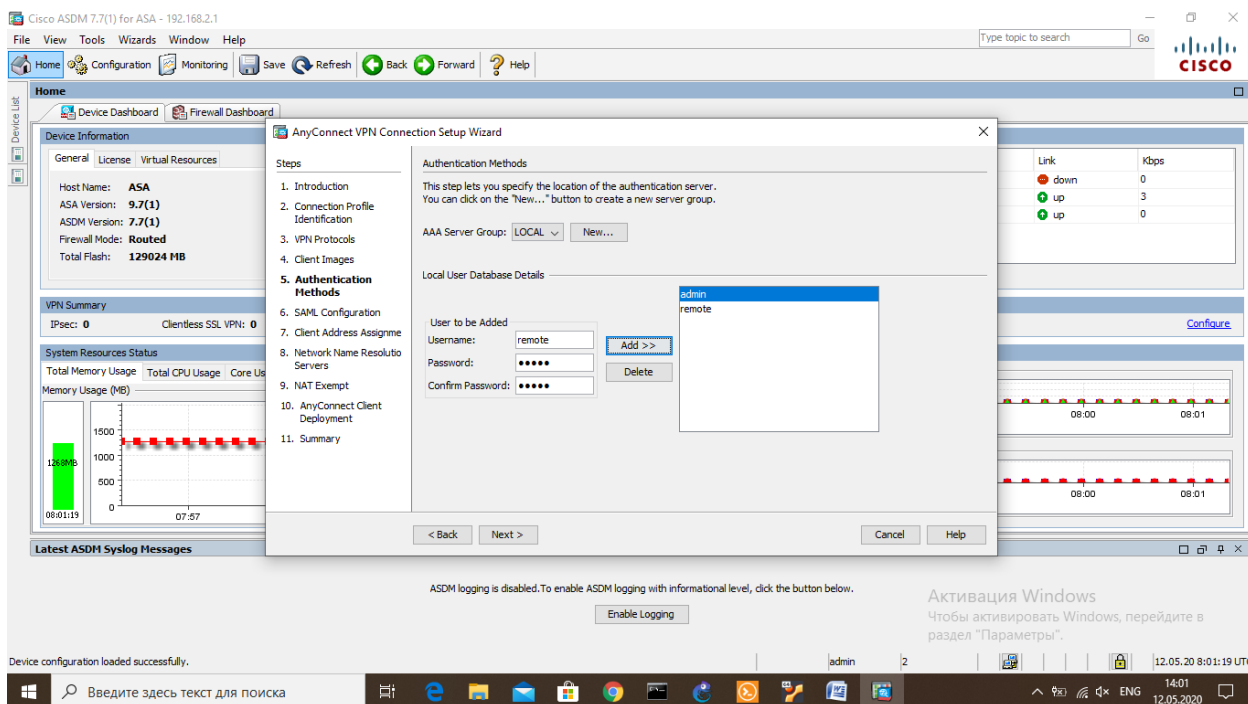 Cisco ASDM 7.7(1) for ASA - 192.168.2.1
File View Tools Wizards Window Help
Type topic to search Go
Home Configuration Monitoring Save Refresh Back Forward Help
CISCO
Device List
Home
Device Dashboard Firewall Dashboard
Device Information
General License Virtual Resources
Host Name: ASA
ASA Version: 9.7(1)
ASDM Version: 7.7(1)
Firewall Mode: Routed
Total Flash: 129024 MB
VPN Summary
IPsec: 0 Clientless SSL VPN: 0
System Resources Status
Total Memory Usage Total CPU Usage Core Us
Memory Usage (MB)
1268MB
08:01:19
1500
1000
500
0
07:57
AnyConnect VPN Connection Setup Wizard
Steps
1. Introduction
2. Connection Profile
Identification
3. VPN Protocols
4. Client Images
5. Authentication
Methods
6. SAML Configuration
7. Client Address Assignme
8. Network Name Resolutio
Servers
9. NAT Exempt
10. AnyConnect Client
Deployment
11. Summary
Authentication Methods
This step lets you specify the location of the authentication server.
You can click on the "New..." button to create a new server group.
AAA Server Group: LOCAL New...
Local User Database Details
User to be Added
Username: remote
Password: •••••
Confirm Password: •••••
Add >>
Delete
admin
remote
< Back Next > Cancel Help
Link Kbps
down 0
up 3
up 0
Configure
08:00 08:01
08:00 08:01
Latest ASDM Syslog Messages
ASDM logging is disabled.To enable ASDM logging with informational level, click the button below.
Enable Logging
Активация Windows
Чтобы активировать Windows, перейдите в
раздел "Параметры".
Device configuration loaded successfully. admin 2 12.05.20 8:01:19 UT
Введите здесь текст для поиска ENG
14:01
12.05.2020